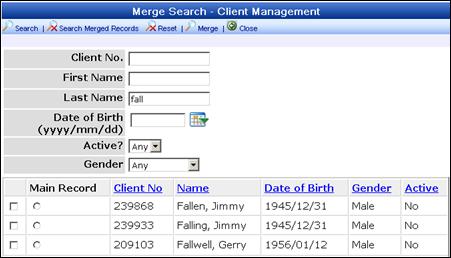 Merge Search - Client Management
Search | Search Merged Records | Reset | Merge | Close
Client No.
First Name
Last Name fall
Date of Birth
(yyyy/mm/dd)
Active? Any
Gender Any
Main Record Client No Name Date of Birth Gender Active
239868 Fallen, Jimmy 1945/12/31 Male No
239933 Falling, Jimmy 1945/12/31 Male No
209103 Fallwell, Gerry 1956/01/12 Male No